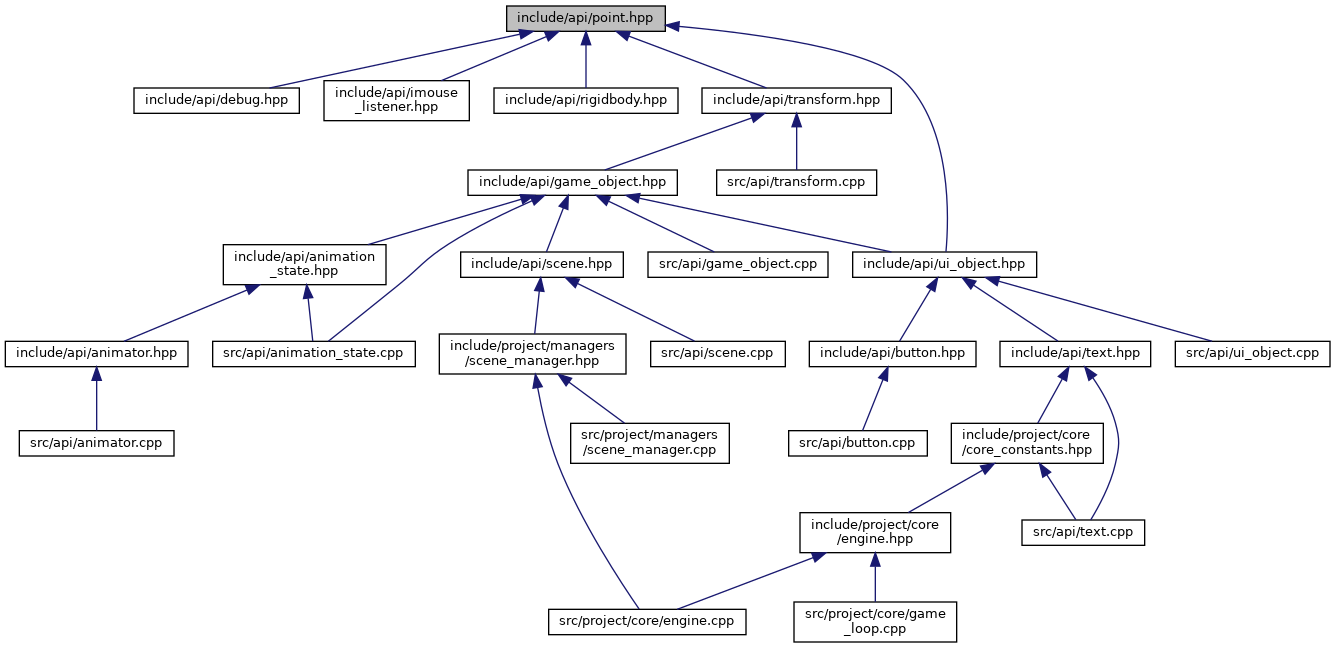 include/api/point.hpp
include/api/debug.hpp
include/api/imouse
_listener.hpp
include/api/rigidbody.hpp
include/api/transform.hpp
include/api/game_object.hpp
src/api/transform.cpp
include/api/animation
_state.hpp
include/api/scene.hpp
src/api/game_object.cpp
include/api/ui_object.hpp
include/api/animator.hpp
src/api/animation_state.cpp
include/project/managers
/scene_manager.hpp
src/api/scene.cpp
include/api/button.hpp
include/api/text.hpp
src/api/ui_object.cpp
src/api/animator.cpp
src/project/managers
/scene_manager.cpp
src/api/button.cpp
include/project/core
/core_constants.hpp
include/project/core
/engine.hpp
src/api/text.cpp
src/project/core/engine.cpp
src/project/core/game
_loop.cpp